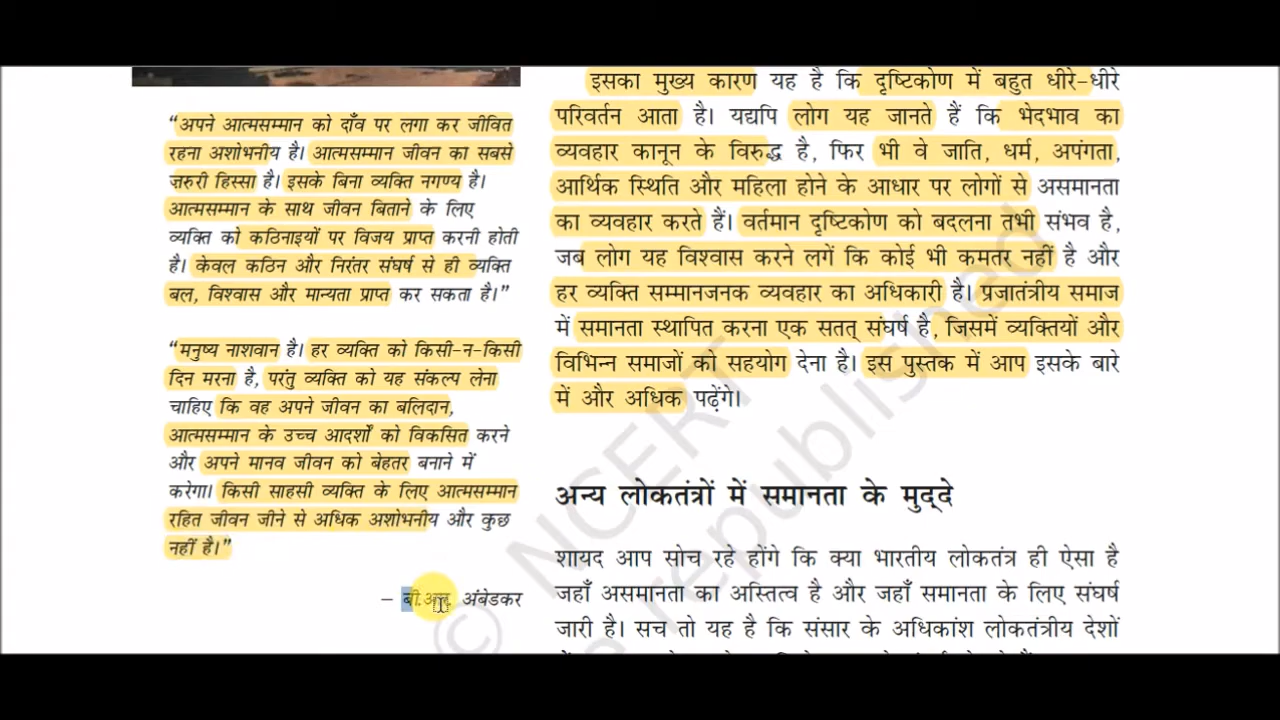 “अपने आत्मसम्मान को दाँव पर लगा कर जीवित
रहना अशोभनीय है। आत्मसम्मान जीवन का सबसे
ज़रुरी हिस्सा है। इसके बिना व्यक्ति नगण्य है।
आत्मसम्मान के साथ जीवन बिताने के लिए
व्यक्ति को कठिनाइयों पर विजय प्राप्त करनी होती
है। केवल कठिन और निरंतर संघर्ष से ही व्यक्ति
बल, विश्वास और मान्यता प्राप्त कर सकता है।”
“मनुष्य नाशवान है। हर व्यक्ति को किसी-न-किसी
दिन मरना है, परंतु व्यक्ति को यह संकल्प लेना
चाहिए कि वह अपने जीवन का बलिदान,
आत्मसम्मान के उच्च आदर्शों को विकसित करने
और अपने मानव जीवन को बेहतर बनाने में
करेगा। किसी साहसी व्यक्ति के लिए आत्मसम्मान
रहित जीवन जीने से अधिक अशोभनीय और कुछ
नहीं है।”
– बी.आर. अंबेडकर
इसका मुख्य कारण यह है कि दृष्टिकोण में बहुत धीरे-धीरे
परिवर्तन आता है। यद्यपि लोग यह जानते हैं कि भेदभाव का
व्यवहार कानून के विरुद्ध है, फिर भी वे जाति, धर्म, अपंगता,
आर्थिक स्थिति और महिला होने के आधार पर लोगों से असमानता
का व्यवहार करते हैं। वर्तमान दृष्टिकोण को बदलना तभी संभव है,
जब लोग यह विश्वास करने लगें कि कोई भी कमतर नहीं है और
हर व्यक्ति सम्मानजनक व्यवहार का अधिकारी है। प्रजातंत्रीय समाज
में समानता स्थापित करना एक सतत् संघर्ष है, जिसमें व्यक्तियों और
विभिन्न समाजों को सहयोग देना है। इस पुस्तक में आप इसके बारे
में और अधिक पढ़ेंगे।
अन्य लोकतंत्रों में समानता के मुद्दे
शायद आप सोच रहे होंगे कि क्या भारतीय लोकतंत्र ही ऐसा है
जहाँ असमानता का अस्तित्व है और जहाँ समानता के लिए संघर्ष
जारी है। सच तो यह है कि संसार के अधिकांश लोकतंत्रीय देशों
© NCERT
republished